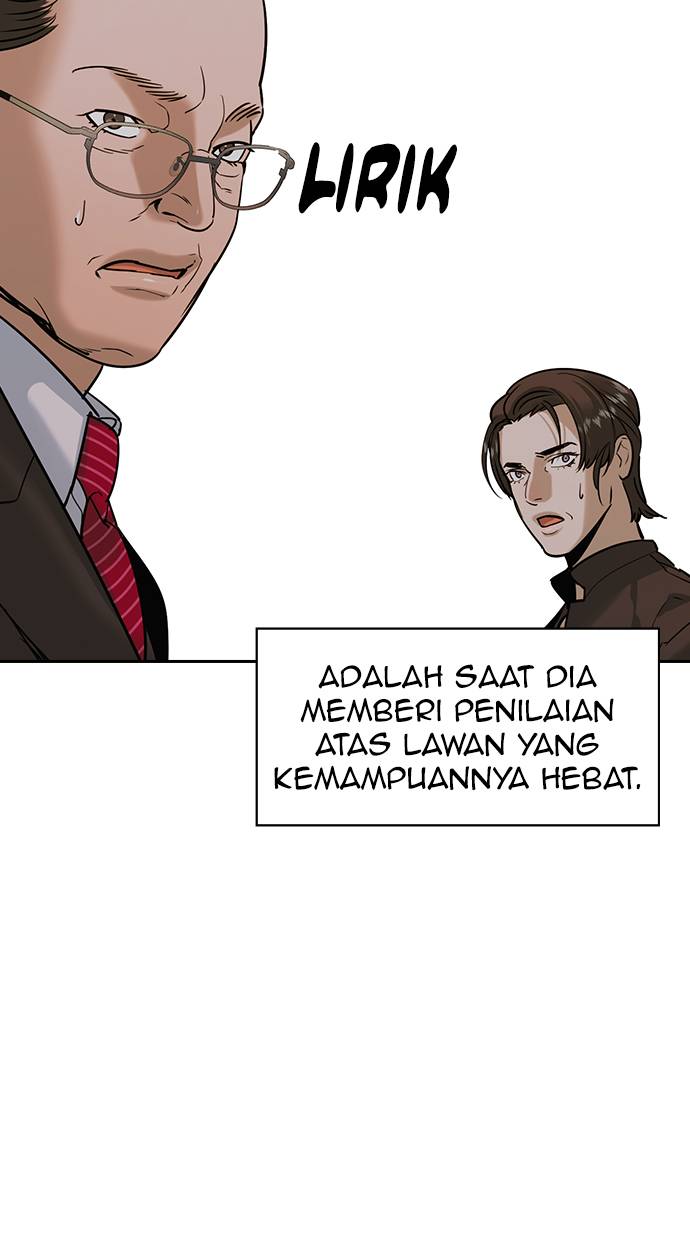 LIRIK
ADALAH SAAT DIA
MEMBERI PENILAIAN
ATAS LAWAN YANG
KEMAMPUANNYA HEBAT.